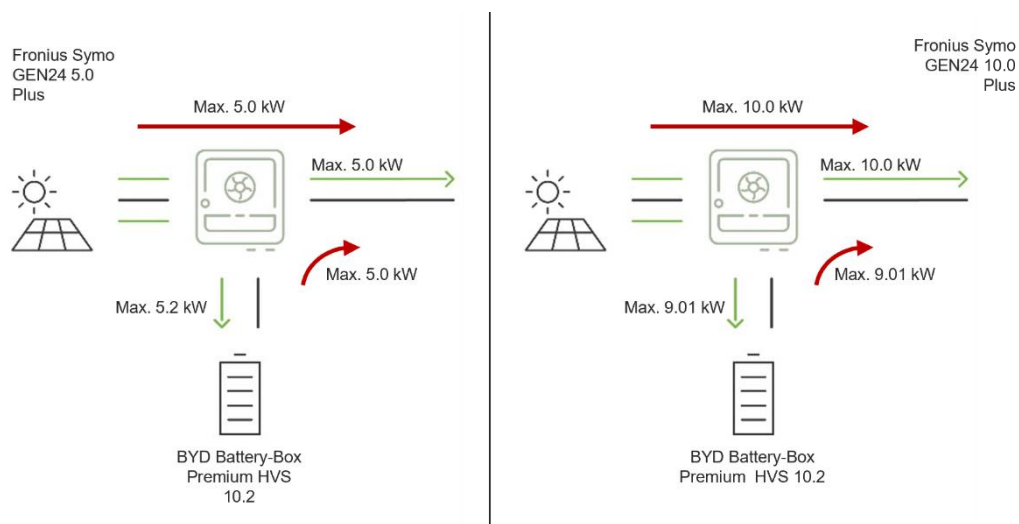 Fronius Symo
GEN24 5.0
Plus
Max. 5.0 kW
Max. 5.0 kW
Max. 5.0 kW
Max. 5.2 kW
BYD Battery-Box
Premium HVS
10.2
Fronius Symo
GEN24 10.0
Plus
Max. 10.0 kW
Max. 10.0 kW
Max. 9.01 kW
Max. 9.01 kW
BYD Battery-Box
Premium HVS 10.2